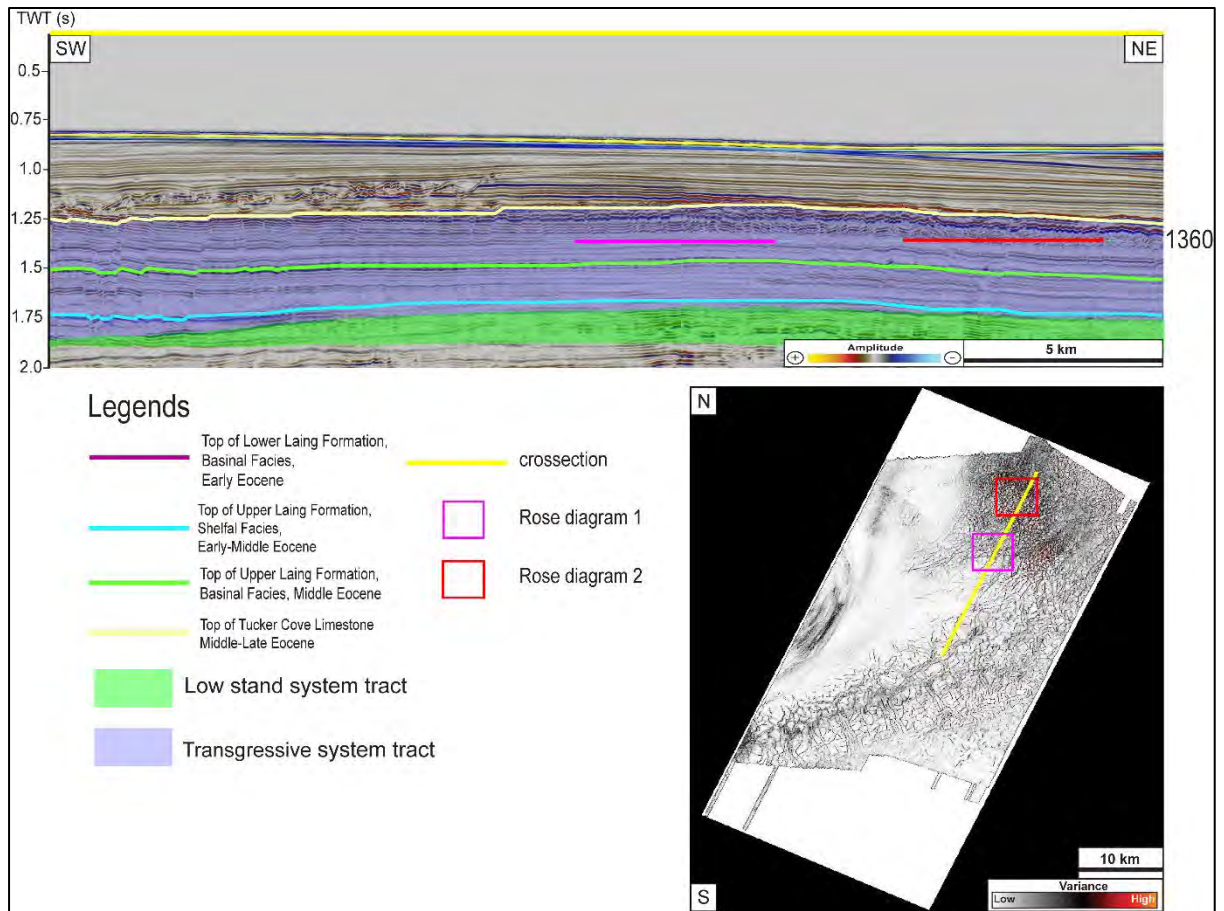 TWT (s)
SW
NE
0.5
0.75
1.0
1.25
1.5
1.75
2.0
1360
Amplitude
+
−
5 km
Legends
Top of Lower Laing Formation,
Basinal Facies,
Early Eocene
Top of Upper Laing Formation,
Shelfal Facies,
Early-Middle Eocene
Top of Upper Laing Formation,
Basinal Facies, Middle Eocene
Top of Tucker Cove Limestone
Middle-Late Eocene
Low stand system tract
Transgressive system tract
crossection
Rose diagram 1
Rose diagram 2
N
S
10 km
Variance
Low
High